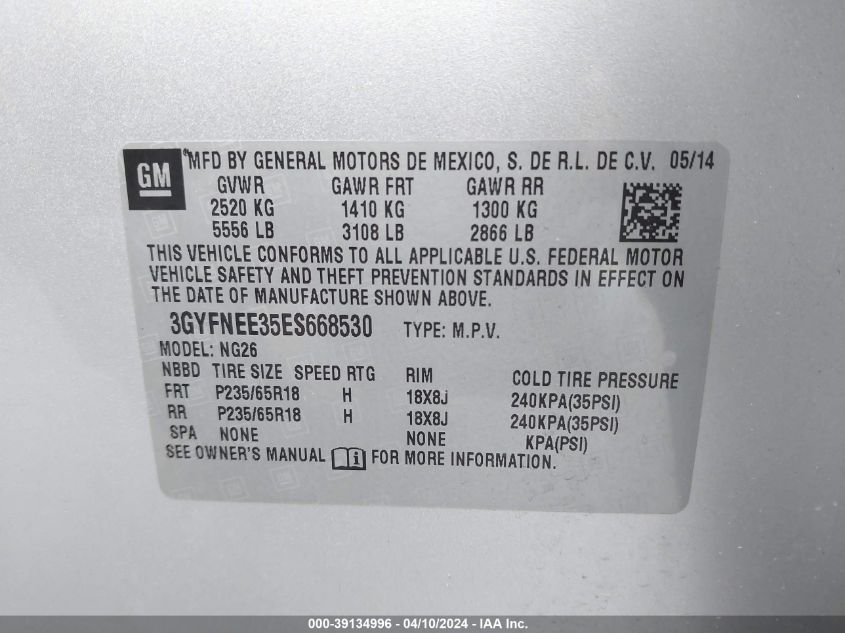 GM
MFD BY GENERAL MOTORS DE MEXICO, S. DE R.L. DE C.V. 05/14
GVWR GAWR FRT GAWR RR
2520 KG 1410 KG 1300 KG
5556 LB 3108 LB 2866 LB
THIS VEHICLE CONFORMS TO ALL APPLICABLE U.S. FEDERAL MOTOR
VEHICLE SAFETY AND THEFT PREVENTION STANDARDS IN EFFECT ON
THE DATE OF MANUFACTURE SHOWN ABOVE.
3GYFNEE35ES668530 TYPE: M.P.V.
MODEL: NG26
NBBD TIRE SIZE SPEED RTG RIM COLD TIRE PRESSURE
FRT P235/65R18 H 18X8J 240KPA(35PSI)
RR P235/65R18 H 18X8J 240KPA(35PSI)
SPA NONE NONE KPA(PSI)
SEE OWNER'S MANUAL FOR MORE INFORMATION.
000-39134996 - 04/10/2024 - IAA Inc.